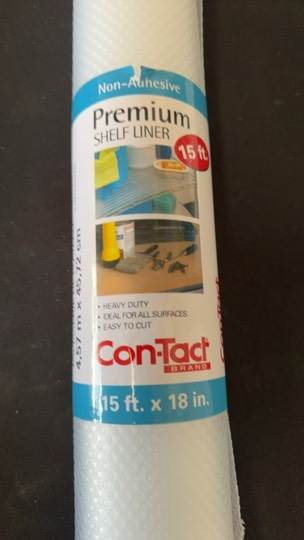 Non-Adhesive
Premium
SHELF LINER
15 ft.
• HEAVY DUTY
• IDEAL FOR ALL SURFACES
• EASY TO CUT
4,57 m x 45,72 cm
Con-Tact
BRAND
15 ft. x 18 in.